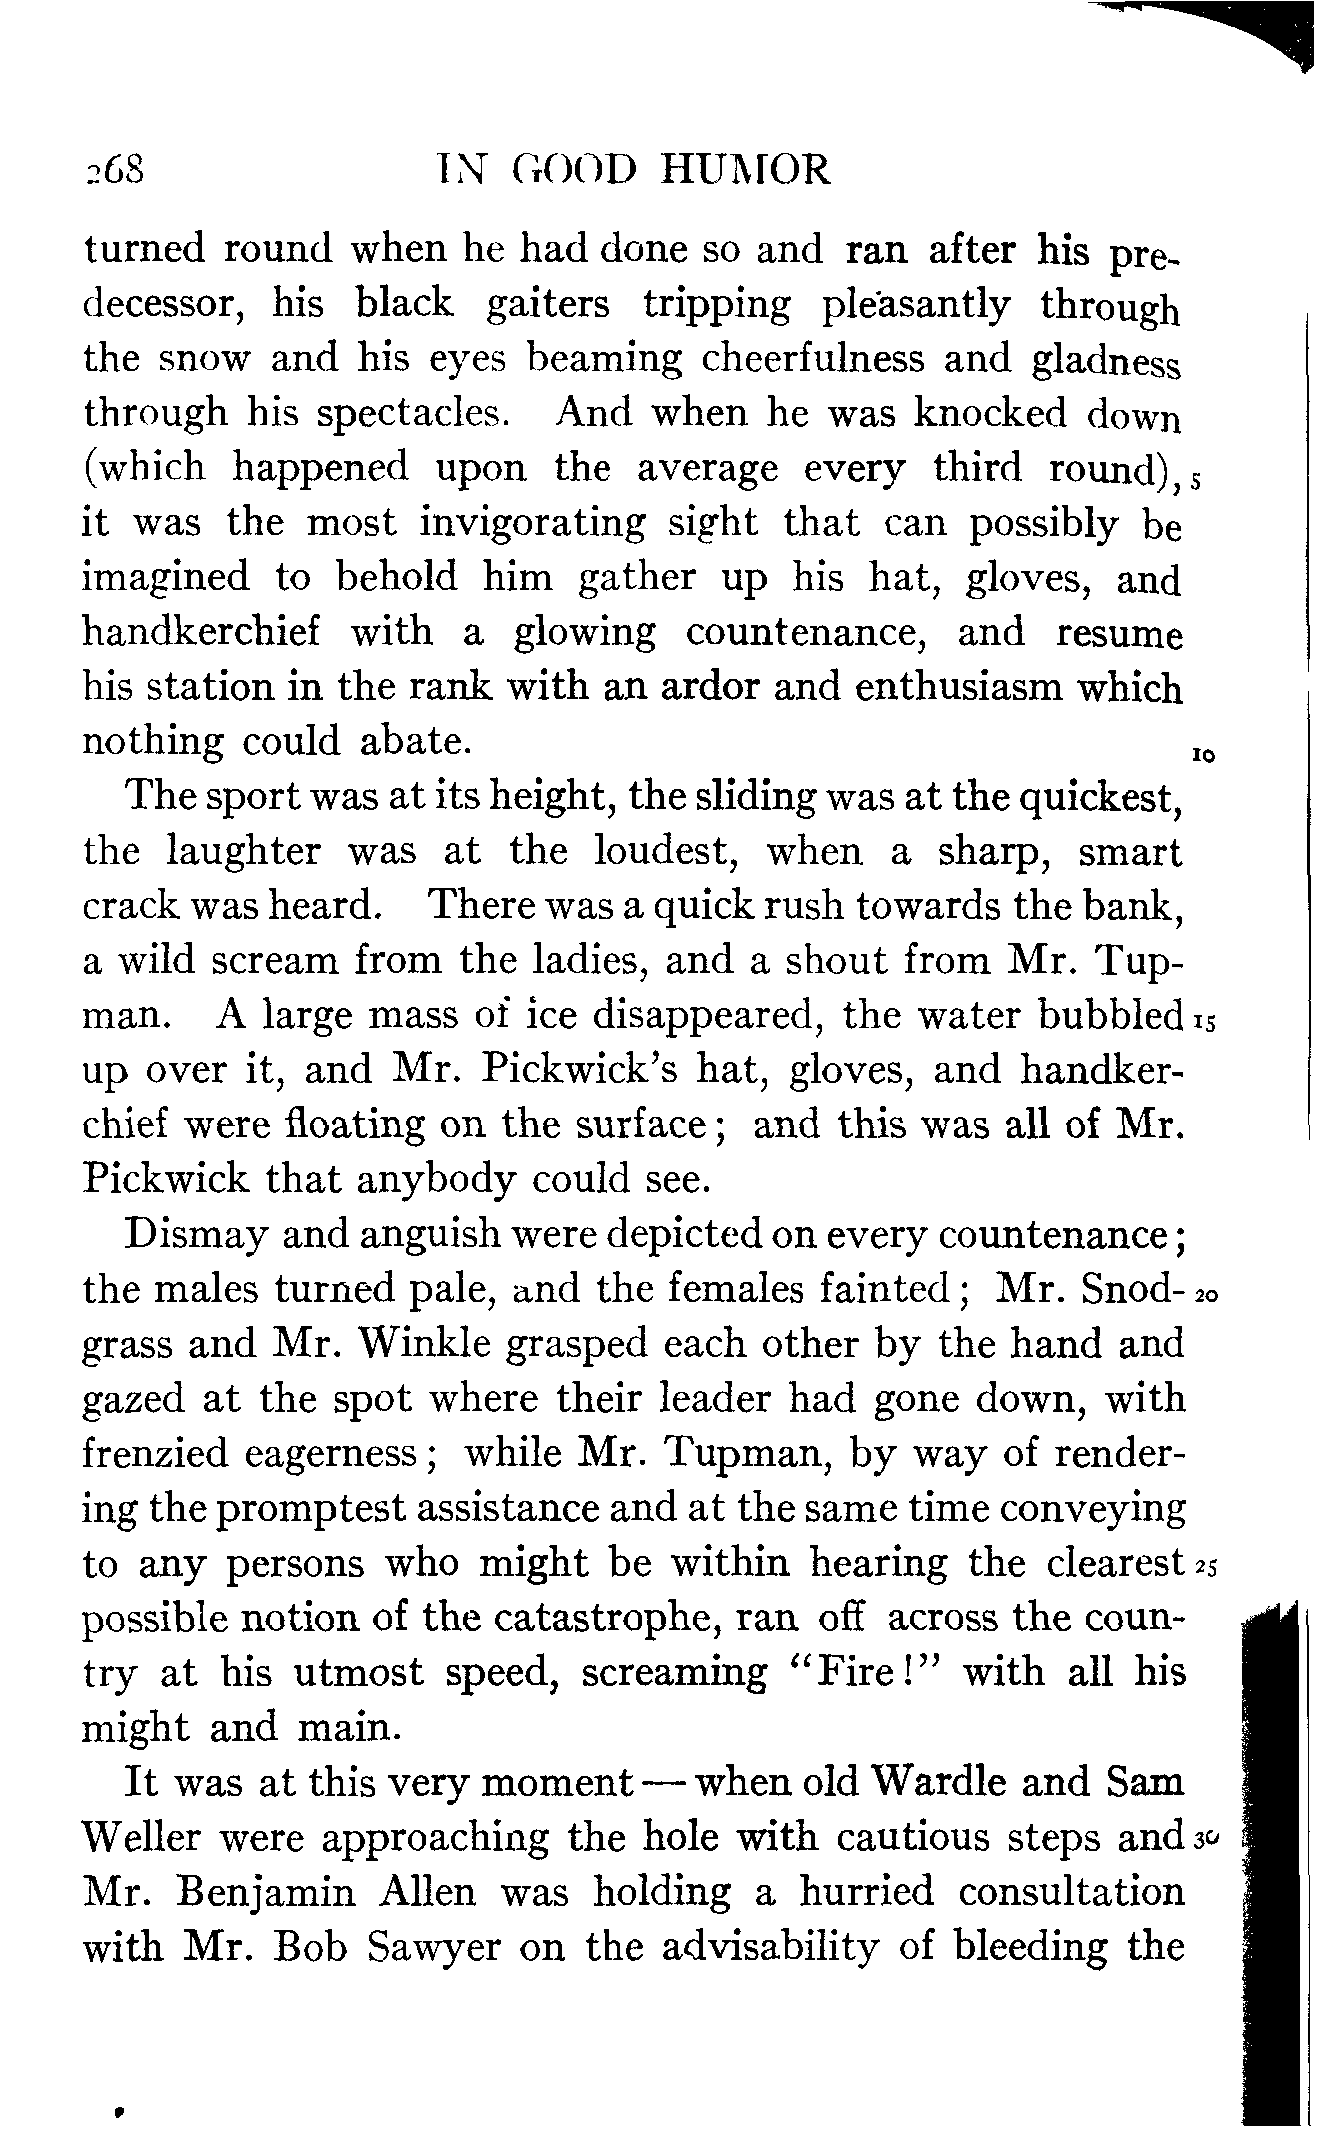 268 IN GOOD HUMOR
turned round when he had done so and ran after his pre-
decessor, his black gaiters tripping pleasantly through
the snow and his eyes beaming cheerfulness and gladness
through his spectacles. And when he was knocked down
(which happened upon the average every third round), 5
it was the most invigorating sight that can possibly be
imagined to behold him gather up his hat, gloves, and
handkerchief with a glowing countenance, and resume
his station in the rank with an ardor and enthusiasm which
nothing could abate. 10
The sport was at its height, the sliding was at the quickest,
the laughter was at the loudest, when a sharp, smart
crack was heard. There was a quick rush towards the bank,
a wild scream from the ladies, and a shout from Mr. Tup-
man. A large mass of ice disappeared, the water bubbled 15
up over it, and Mr. Pickwick's hat, gloves, and handker-
chief were floating on the surface; and this was all of Mr.
Pickwick that anybody could see.
Dismay and anguish were depicted on every countenance;
the males turned pale, and the females fainted; Mr. Snod- 20
grass and Mr. Winkle grasped each other by the hand and
gazed at the spot where their leader had gone down, with
frenzied eagerness; while Mr. Tupman, by way of render-
ing the promptest assistance and at the same time conveying
to any persons who might be within hearing the clearest 25
possible notion of the catastrophe, ran off across the coun-
try at his utmost speed, screaming "Fire!" with all his
might and main.
It was at this very moment — when old Wardle and Sam
Weller were approaching the hole with cautious steps and 30
Mr. Benjamin Allen was holding a hurried consultation
with Mr. Bob Sawyer on the advisability of bleeding the